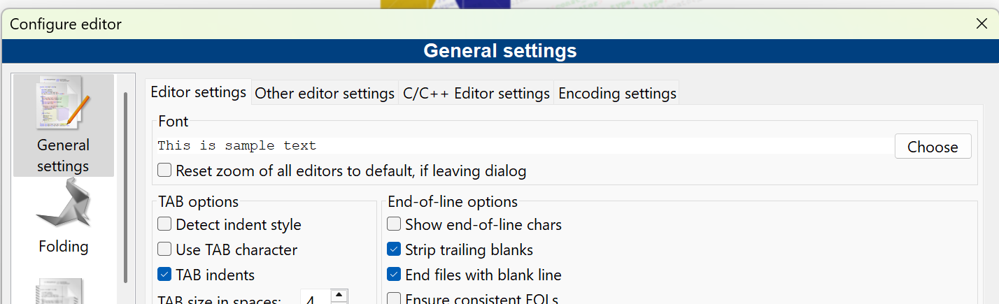 Configure editor
General settings
General
settings
Folding
Editor settings
Other editor settings
C/C++ Editor settings
Encoding settings
Font
This is sample text
Choose
Reset zoom of all editors to default, if leaving dialog
TAB options
Detect indent style
Use TAB character
TAB indents
TAB size in spaces: 4
End-of-line options
Show end-of-line chars
Strip trailing blanks
End files with blank line
Ensure consistent EOLs